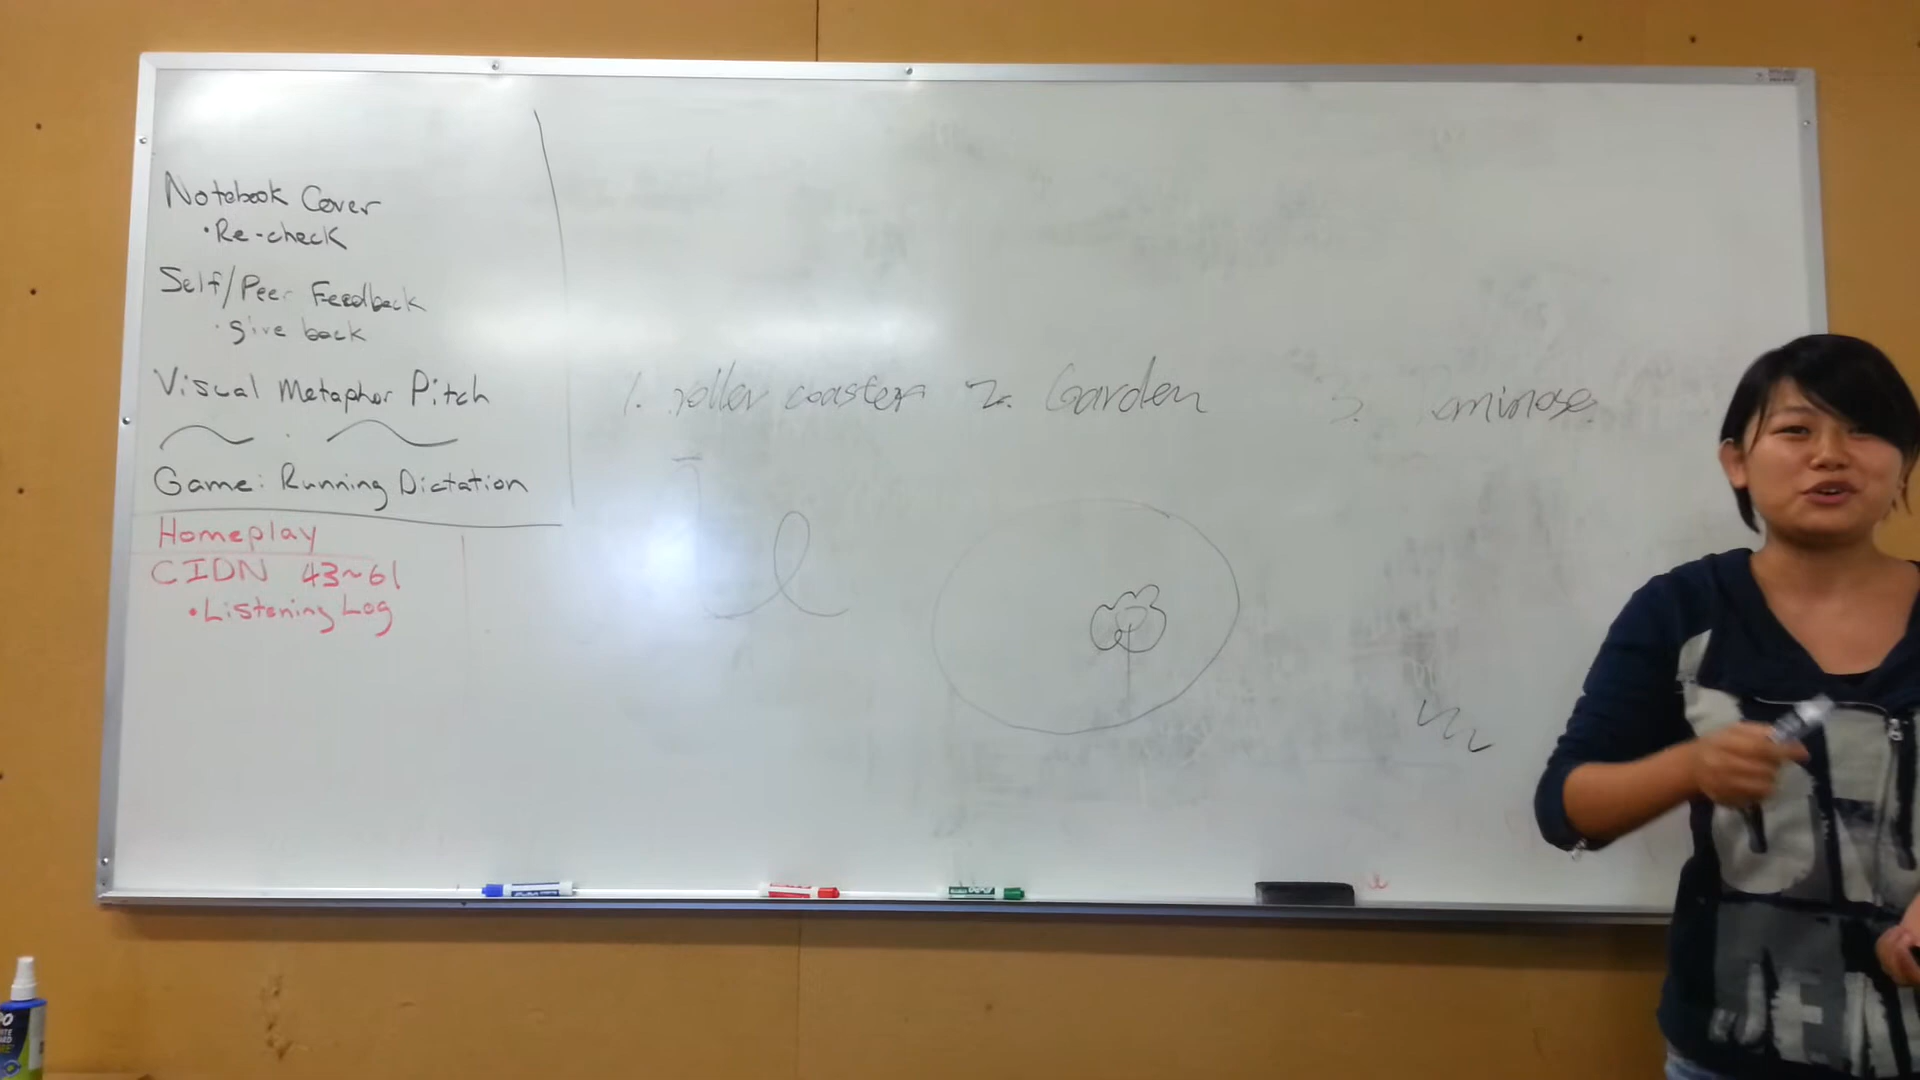 Notebook Cover
• Re-check
Self/Peer Feedback
• give back
Visual Metaphor Pitch
Game: Running Dictation
Homeplay
CIDN 43~61
• Listening Log
1. roller coaster 2. Garden 3.